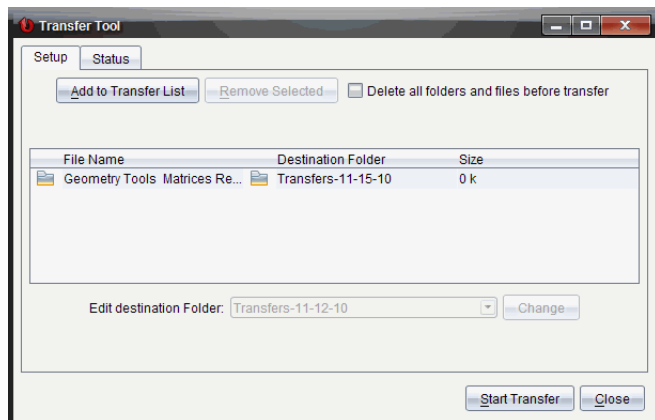 Transfer Tool
Setup Status
Add to Transfer List Remove Selected Delete all folders and files before transfer
File Name Destination Folder Size
Geometry Tools Matrices Re... Transfers-11-15-10 0 k
Edit destination Folder: Transfers-11-12-10 Change
Start Transfer Close